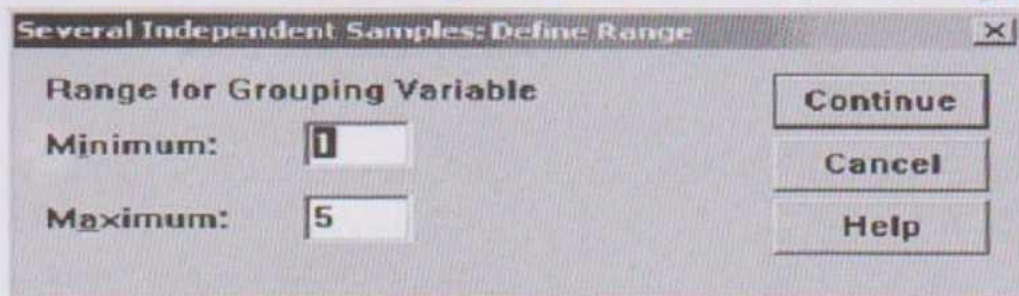 Several Independent Samples: Define Range
Range for Grouping Variable
Minimum: 1
Maximum: 5
Continue
Cancel
Help